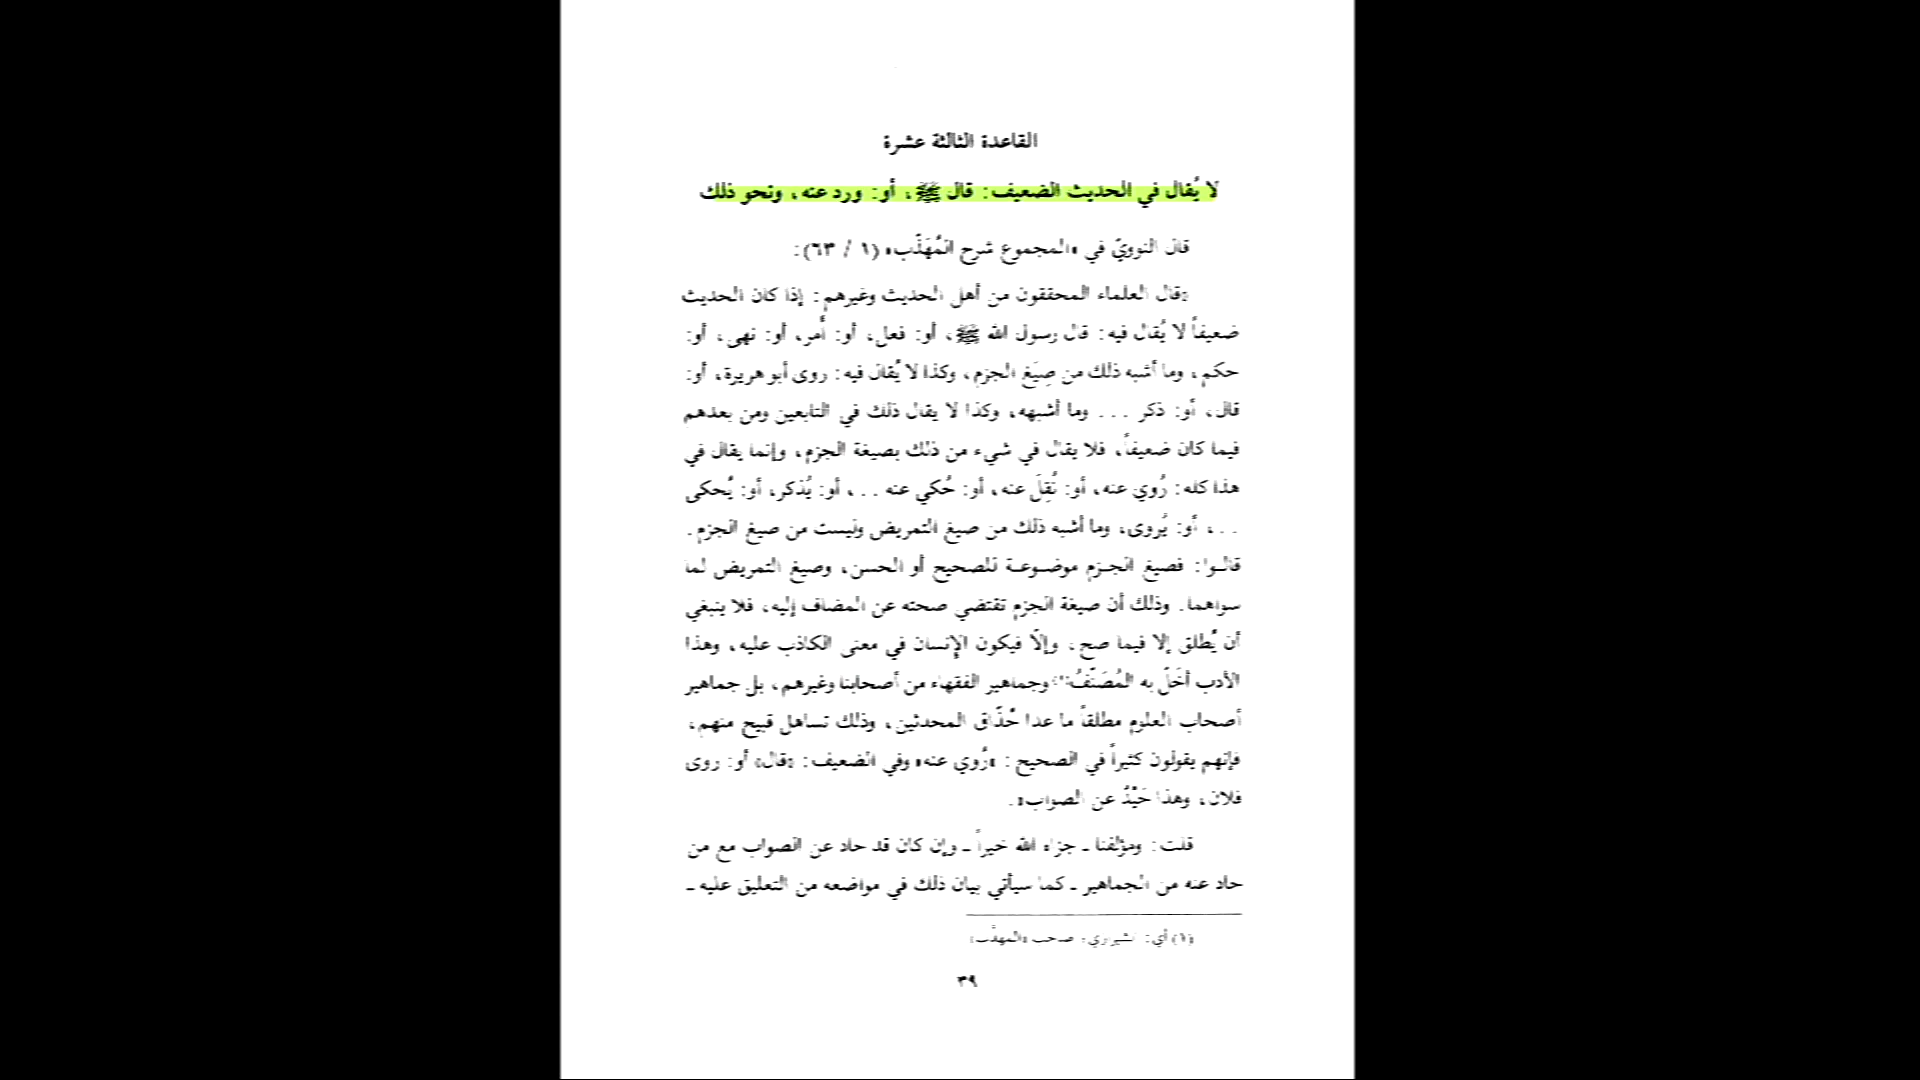 القاعدة الثالثة عشرة
لا يُقال في الحديث الضعيف: قال ﷺ، أو: ورد عنه، ونحو ذلك
قال النوويّ في «المجموع شرح المُهَذّب» (١ / ٦٣):
«قال العلماء المحققون من أهل الحديث وغيرهم: إذا كان الحديث
ضعيفاً لا يُقال فيه: قال رسول الله ﷺ، أو: فعل، أو: أمر، أو: نهى، أو:
حكم، وما أشبه ذلك من صِيَغ الجزم، وكذا لا يُقال فيه: روى أبو هريرة، أو:
قال، أو: ذكر ... وما أشبهه، وكذا لا يقال ذلك في التابعين ومن بعدهم
فيما كان ضعيفاً، فلا يقال في شيء من ذلك بصيغة الجزم، وإنما يقال في
هذا كله: رُوي عنه، أو: نُقِلَ عنه، أو: حُكي عنه ..، أو: يُذكر، أو: يُحكى
..، أو: يُروى، وما أشبه ذلك من صيغ التمريض وليست من صيغ الجزم.
قالـوا: فصيغ الجـزم موضـوعـة للصحيح أو الحسن، وصيغ التمريض لما
سواهما. وذلك أن صيغة الجزم تقتضي صحته عن المضاف إليه، فلا ينبغي
أن يُطلق إلا فيما صح، وإلّا فيكون الإنسان في معنى الكاذب عليه، وهذا
الأدب أخَلّ به المُصَنِّفُ(١) وجماهير الفقهاء من أصحابنا وغيرهم، بل جماهير
أصحاب العلوم مطلقاً ما عدا حُذّاق المحدثين، وذلك تساهل قبيح منهم،
فإنهم يقولون كثيراً في الصحيح: «رُوي عنه» وفي الضعيف: «قال» أو: روى
فلان، وهذا حَيْدٌ عن الصواب».
قلت: ومؤلفنا ـ جزاه الله خيراً ـ وإن كان قد حاد عن الصواب مع من
حاد عنه من الجماهير ـ كما سيأتي بيان ذلك في مواضعه من التعليق عليه ـ
(١) أي: الشيرازي، صاحب «المهذّب»
٣٩